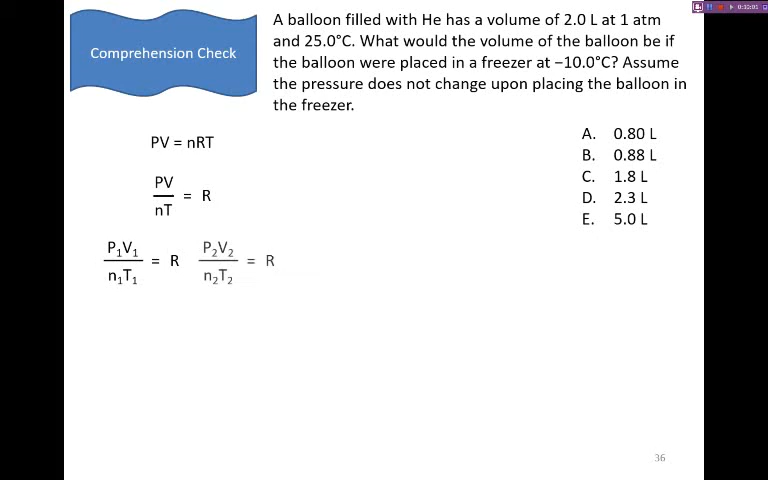 Comprehension Check
A balloon filled with He has a volume of 2.0 L at 1 atm
and 25.0°C. What would the volume of the balloon be if
the balloon were placed in a freezer at −10.0°C? Assume
the pressure does not change upon placing the balloon in
the freezer.
PV = nRT
PV
nT
= R
P₁V₁
n₁T₁
= R
P₂V₂
n₂T₂
= R
A. 0.80 L
B. 0.88 L
C. 1.8 L
D. 2.3 L
E. 5.0 L
36